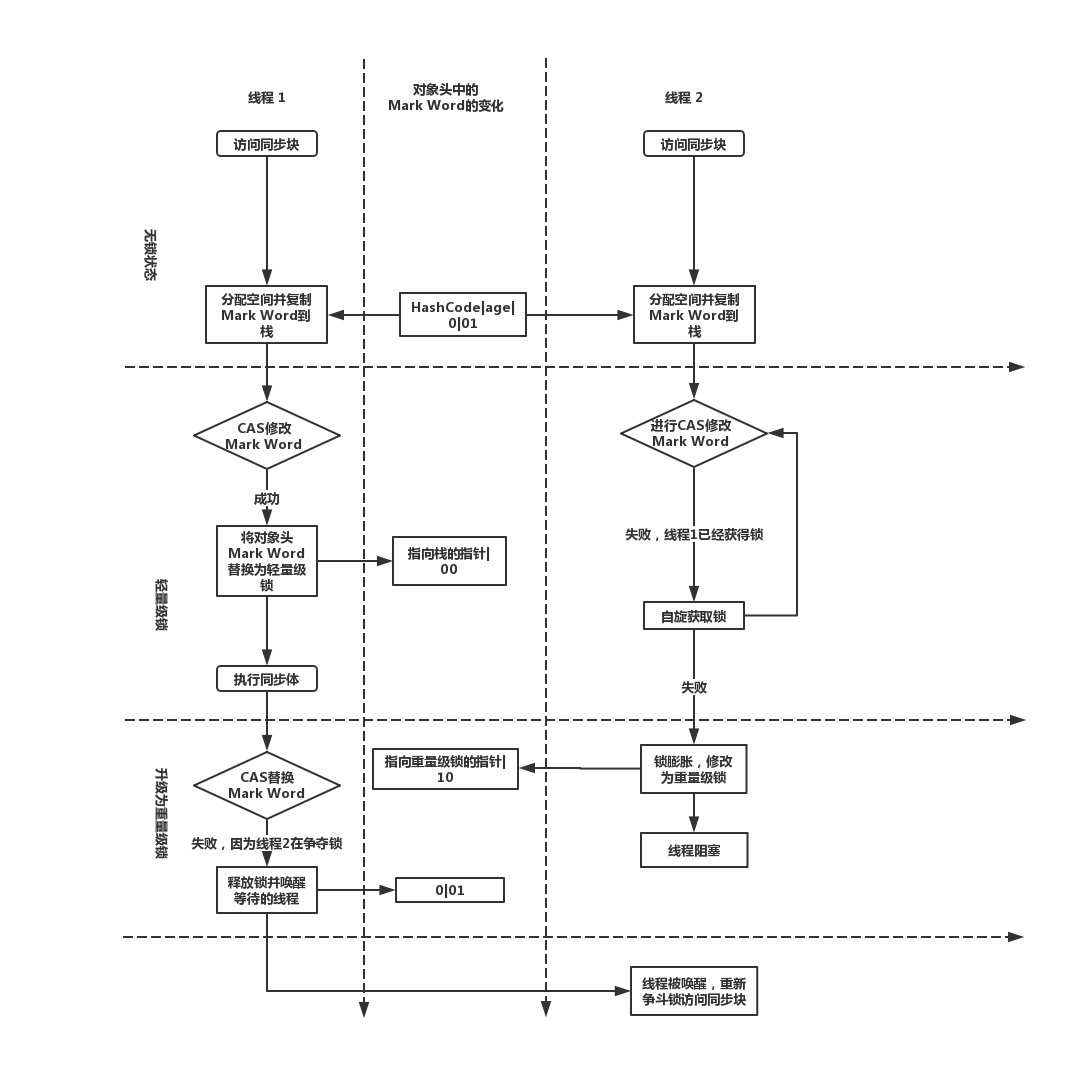 线程 1
对象头中的
Mark Word的变化
线程 2
访问同步块
访问同步块
无锁状态
分配空间并复制
Mark Word到
栈
HashCode|age|
0|01
分配空间并复制
Mark Word到
栈
CAS修改
Mark Word
进行CAS修改
Mark Word
成功
将对象头
Mark Word
替换为轻量级
锁
指向栈的指针|
00
失败，线程1已经获得锁
轻量级锁
自旋获取锁
执行同步体
失败
升级为重量级锁
CAS替换
Mark Word
指向重量级锁的指针|
10
锁膨胀，修改
为重量级锁
失败，因为线程2在争夺锁
线程阻塞
释放锁并唤醒
等待的线程
0|01
线程被唤醒，重新
争斗锁访问同步块